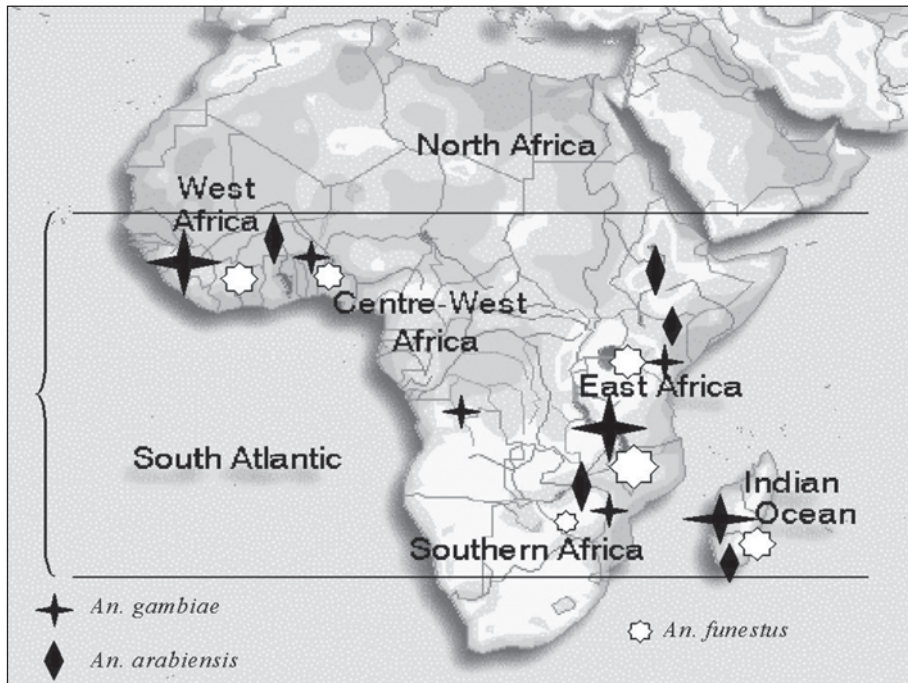 North Africa
West
Africa
Centre-West
Africa
East Africa
South Atlantic
Indian
Ocean
Southern Africa
An. gambiae
An. funestus
An. arabiensis